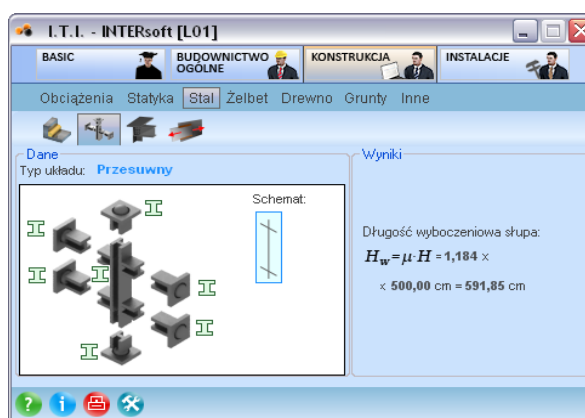 I.T.I. - INTERsoft [L01]
BASIC
BUDOWNICTWO
OGÓLNE
KONSTRUKCJA
INSTALACJE
Obciążenia Statyka Stal Żelbet Drewno Grunty Inne
Dane
Typ układu: Przesuwny
Schemat:
Wyniki
Długość wyboczeniowa słupa:
Hw=μ·H = 1,184 x
x 500,00 cm = 591,85 cm